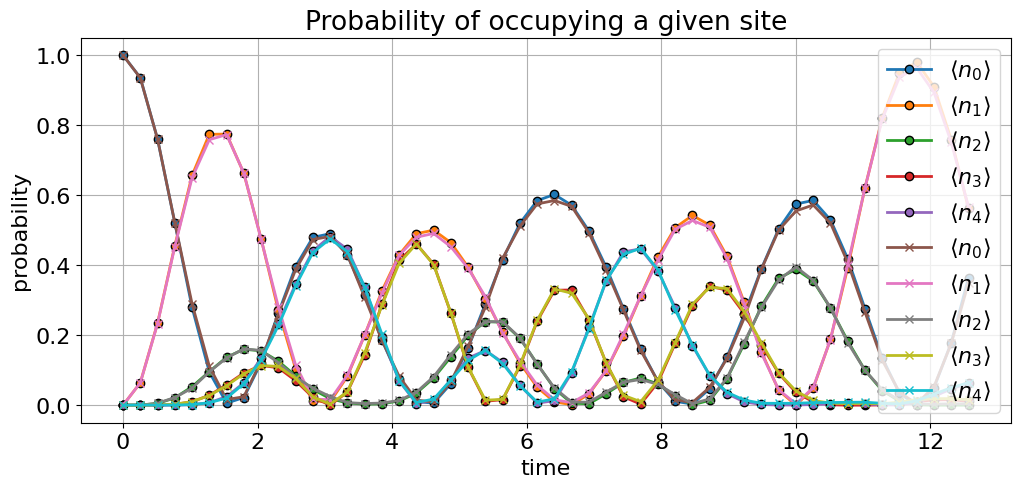 Probability of occupying a given site
probability
1.0
0.8
0.6
0.4
0.2
0.0
0 2 4 6 8 10 12
time
⟨n₀⟩
⟨n₁⟩
⟨n₂⟩
⟨n₃⟩
⟨n₄⟩
⟨n₀⟩
⟨n₁⟩
⟨n₂⟩
⟨n₃⟩
⟨n₄⟩